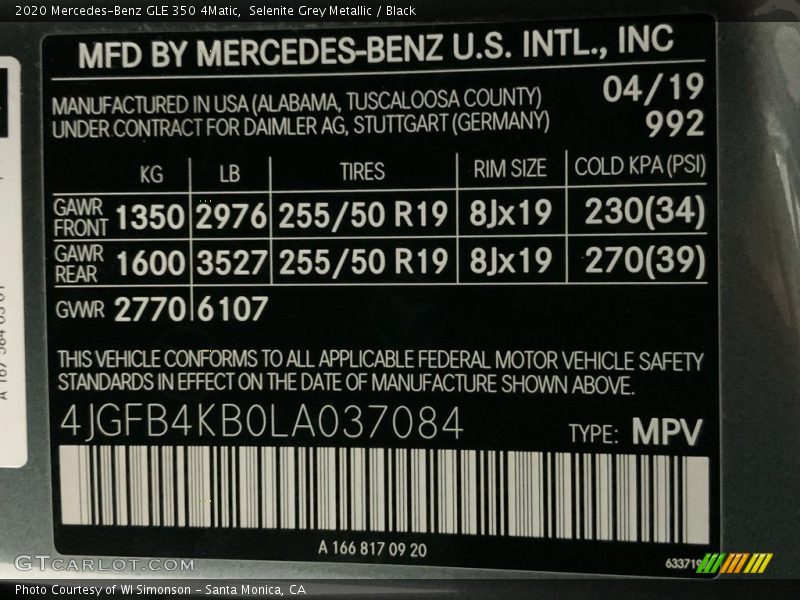 2020 Mercedes-Benz GLE 350 4Matic, Selenite Grey Metallic / Black
MFD BY MERCEDES-BENZ U.S. INTL., INC
MANUFACTURED IN USA (ALABAMA, TUSCALOOSA COUNTY) 04/19
UNDER CONTRACT FOR DAIMLER AG, STUTTGART (GERMANY) 992
KG LB TIRES RIM SIZE COLD KPA (PSI)
GAWR FRONT 1350 2976 255/50 R19 8Jx19 230(34)
GAWR REAR 1600 3527 255/50 R19 8Jx19 270(39)
GVWR 2770 6107
THIS VEHICLE CONFORMS TO ALL APPLICABLE FEDERAL MOTOR VEHICLE SAFETY
STANDARDS IN EFFECT ON THE DATE OF MANUFACTURE SHOWN ABOVE.
4JGFB4KB0LA037084 TYPE: MPV
A 166 817 09 20
GTCARLOT.COM
Photo Courtesy of WI Simonson - Santa Monica, CA